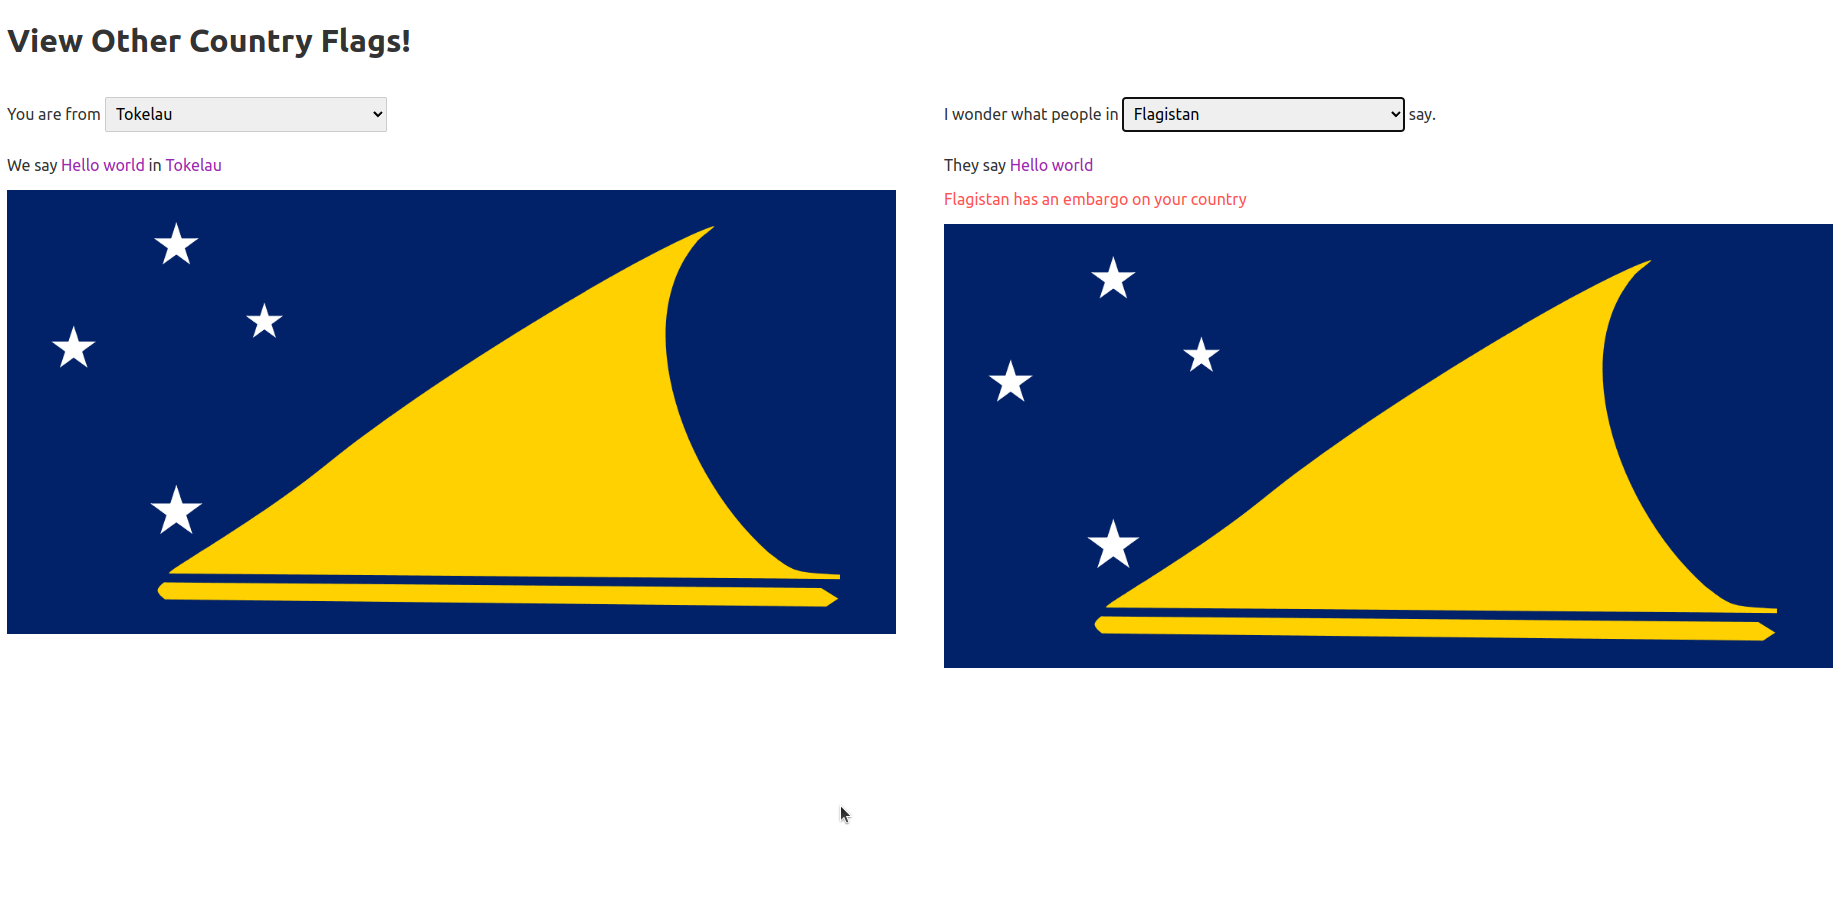 View Other Country Flags!
You are from Tokelau
We say Hello world in Tokelau
I wonder what people in Flagistan say.
They say Hello world
Flagistan has an embargo on your country